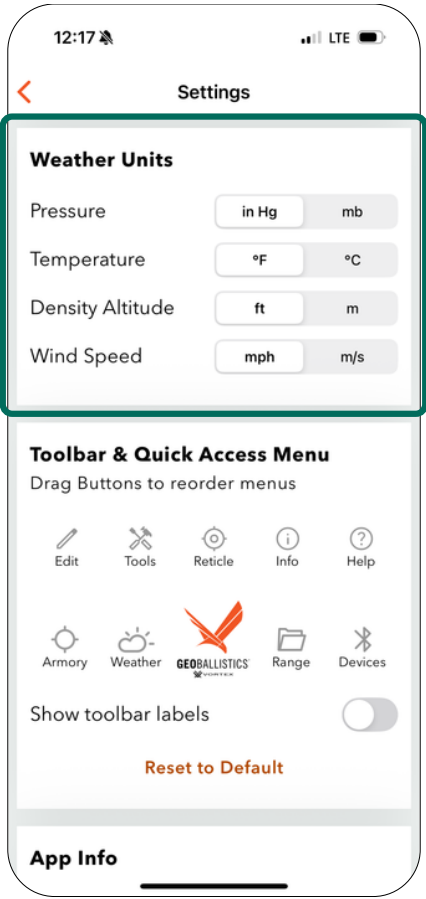 12:17
LTE
Settings
Weather Units
Pressure in Hg mb
Temperature °F °C
Density Altitude ft m
Wind Speed mph m/s
Toolbar & Quick Access Menu
Drag Buttons to reorder menus
Edit Tools Reticle Info Help
Armory Weather GEOBALLISTICS Range Devices
VORTEX
Show toolbar labels
Reset to Default
App Info